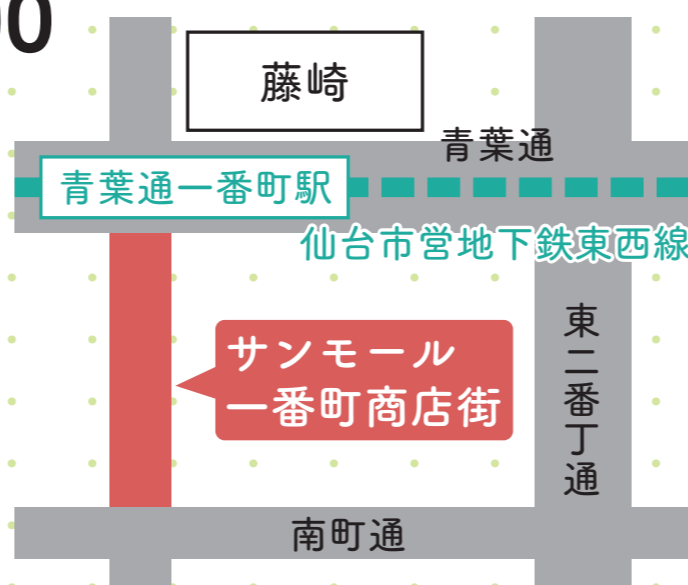 藤崎
青葉通
青葉通一番町駅
仙台市営地下鉄東西線
サンモール
一番町商店街
東二番丁通
南町通